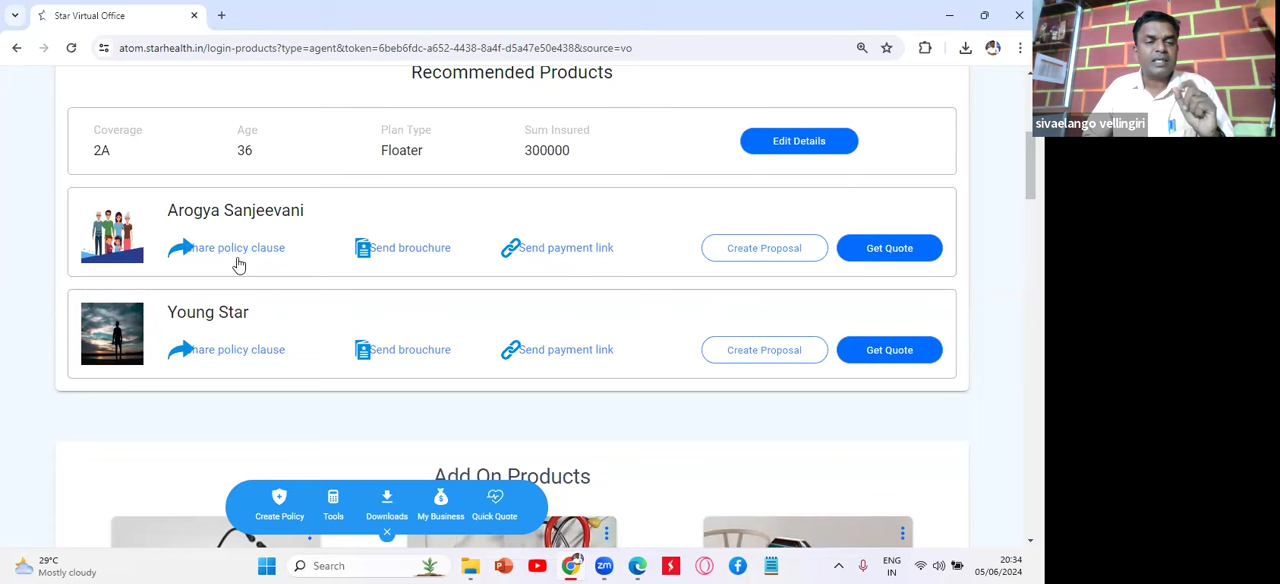 Star Virtual Office
atom.starhealth.in/login-products?type=agent&token=6beb6fdc-a652-4438-8a4f-d5a47e50e438&source=vo
sivaelango vellingiri
Recommended Products
Coverage Age Plan Type Sum Insured
2A 36 Floater 300000
Edit Details
Arogya Sanjeevani
hare policy clause Send brouchure Send payment link Create Proposal Get Quote
Young Star
hare policy clause Send brouchure Send payment link Create Proposal Get Quote
Add On Products
Create Policy Tools Downloads My Business Quick Quote
29°C
Mostly cloudy
Search
zm
ENG
IN
20:34
05/06/2024